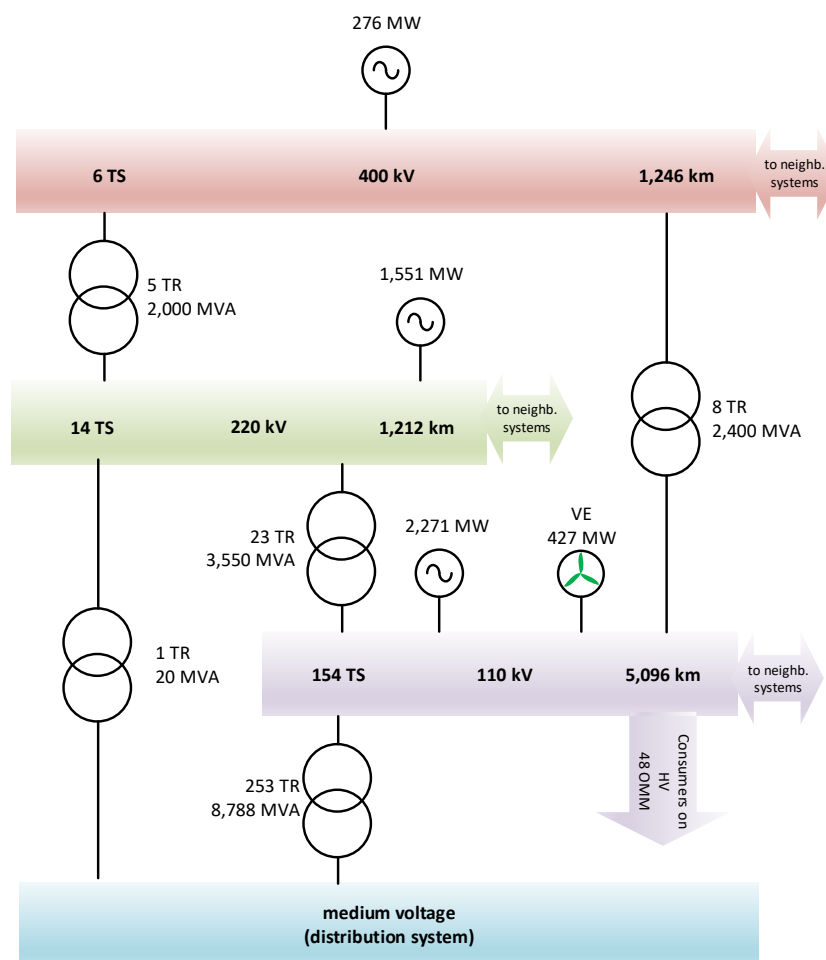 276 MW
6 TS
400 kV
1,246 km
to neighb.
systems
5 TR
2,000 MVA
1,551 MW
8 TR
2,400 MVA
14 TS
220 kV
1,212 km
to neighb.
systems
23 TR
3,550 MVA
2,271 MW
VE
427 MW
1 TR
20 MVA
154 TS
110 kV
5,096 km
to neighb.
systems
253 TR
8,788 MVA
Consumers on
HV
48 OMM
medium voltage
(distribution system)